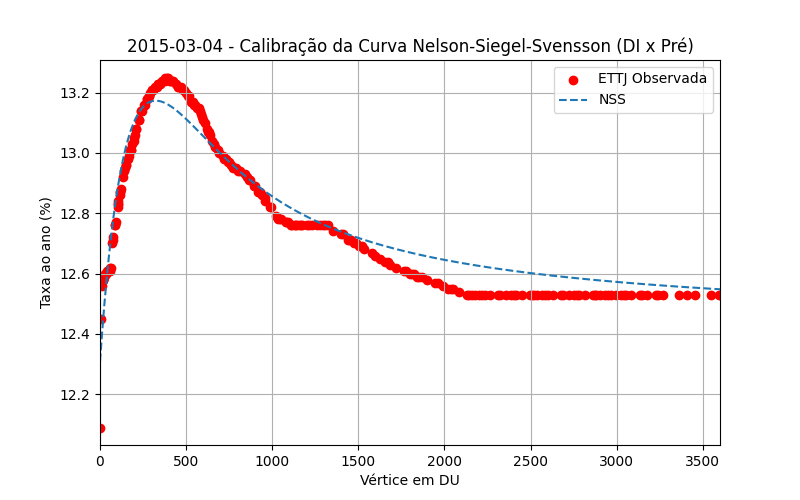 2015-03-04 - Calibração da Curva Nelson-Siegel-Svensson (DI x Pré)
ETTJ Observada
NSS
Taxa ao ano (%)
13.2
13.0
12.8
12.6
12.4
12.2
0 500 1000 1500 2000 2500 3000 3500
Vértice em DU